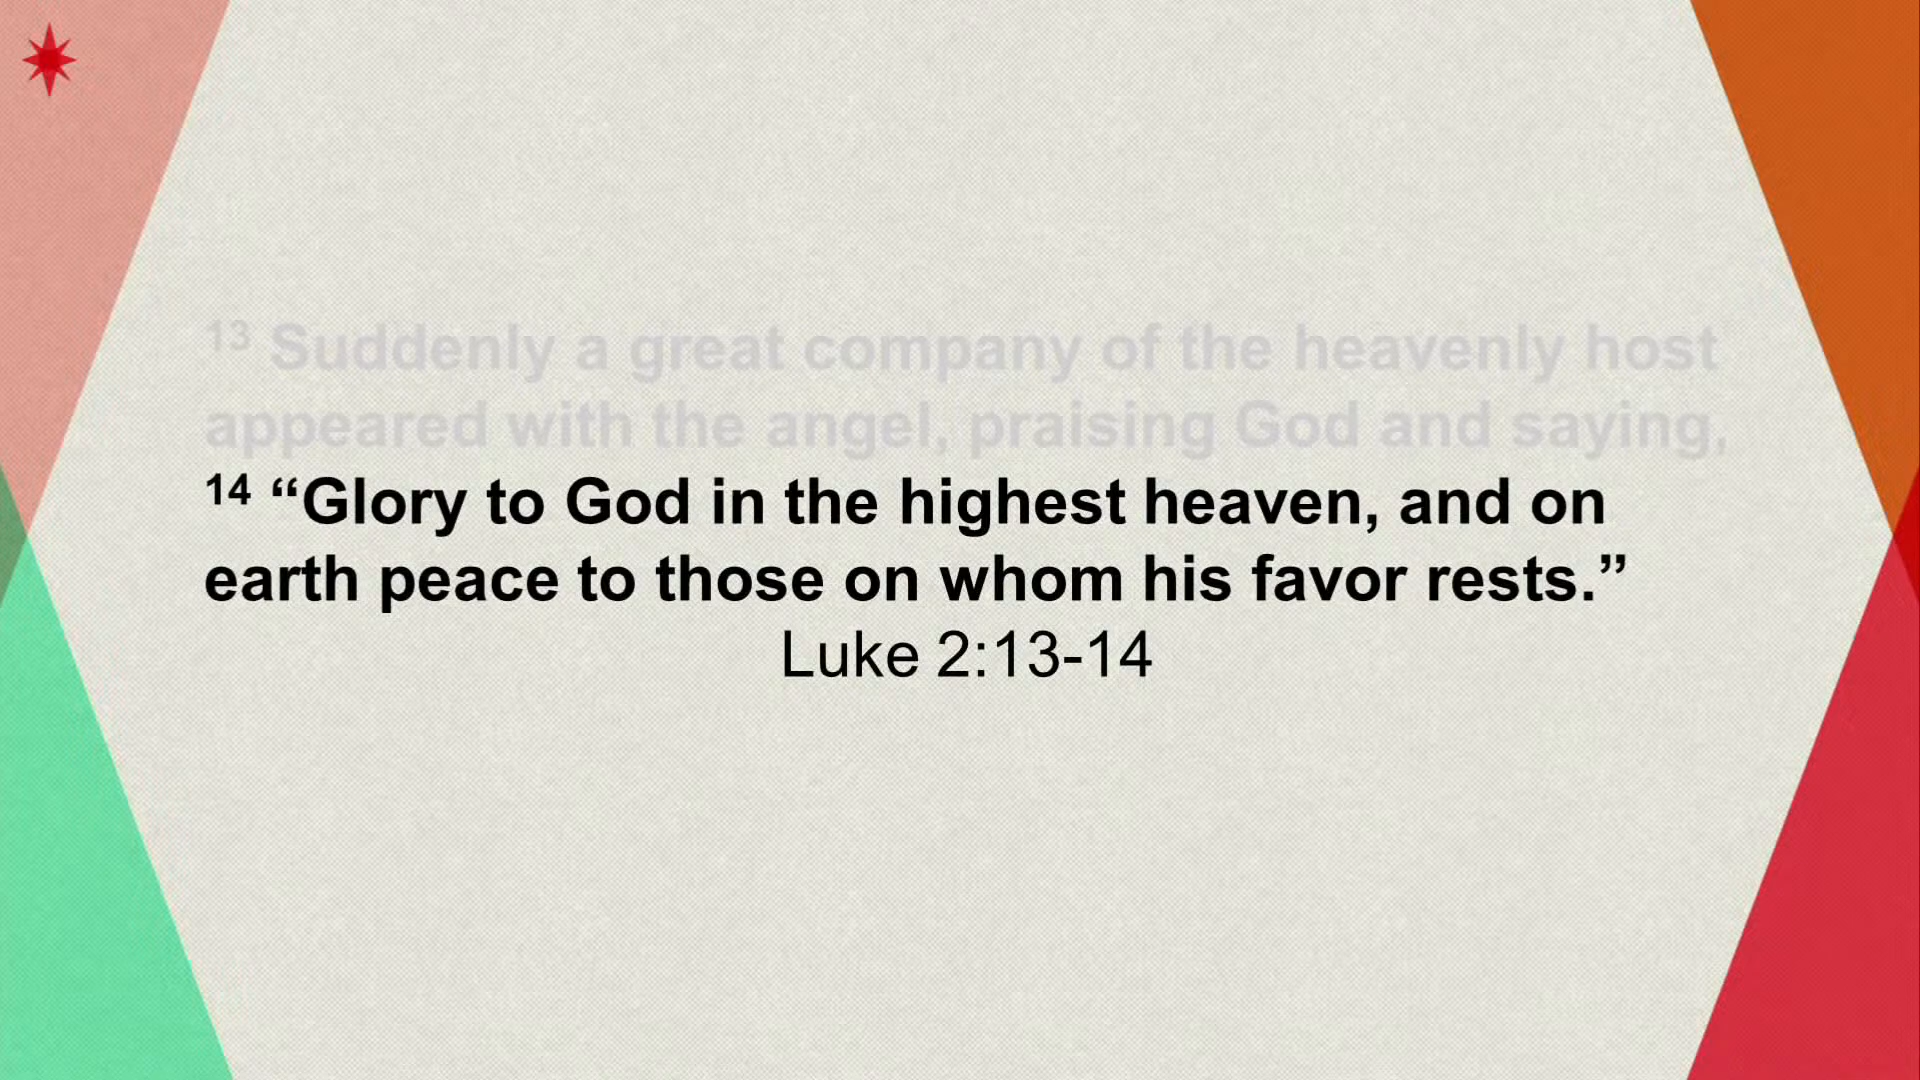 13 Suddenly a great company of the heavenly host
appeared with the angel, praising God and saying,
14 “Glory to God in the highest heaven, and on
earth peace to those on whom his favor rests.”
Luke 2:13-14